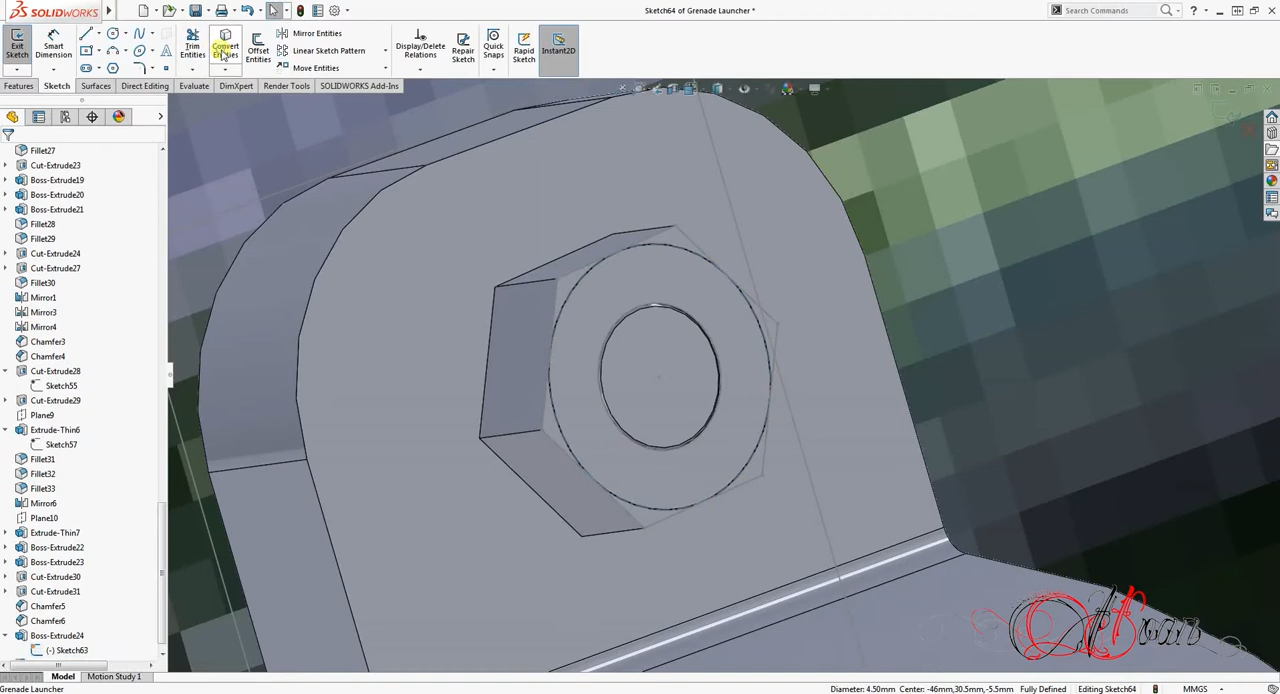 SOLIDWORKS
Sketch64 of Grenade Launcher *
Search Commands
Exit Sketch
Smart Dimension
Trim Entities
Convert Entities
Offset Entities
Mirror Entities
Linear Sketch Pattern
Move Entities
Display/Delete Relations
Repair Sketch
Quick Snaps
Rapid Sketch
Instant2D
Features
Sketch
Surfaces
Direct Editing
Evaluate
DimXpert
Render Tools
SOLIDWORKS Add-Ins
Fillet27
Cut-Extrude23
Boss-Extrude19
Boss-Extrude20
Boss-Extrude21
Fillet28
Fillet29
Cut-Extrude24
Cut-Extrude27
Fillet30
Mirror1
Mirror3
Mirror4
Chamfer3
Chamfer4
Cut-Extrude28
Sketch55
Cut-Extrude29
Plane9
Extrude-Thin6
Sketch57
Fillet31
Fillet32
Fillet33
Mirror6
Plane10
Extrude-Thin7
Boss-Extrude22
Boss-Extrude23
Cut-Extrude30
Cut-Extrude31
Chamfer5
Chamfer6
Boss-Extrude24
(-) Sketch63
Model
Motion Study 1
Grenade Launcher
Diameter: 4.50mm Center: -46mm,30.5mm,-5.5mm
Fully Defined
Editing Sketch64
MMGS